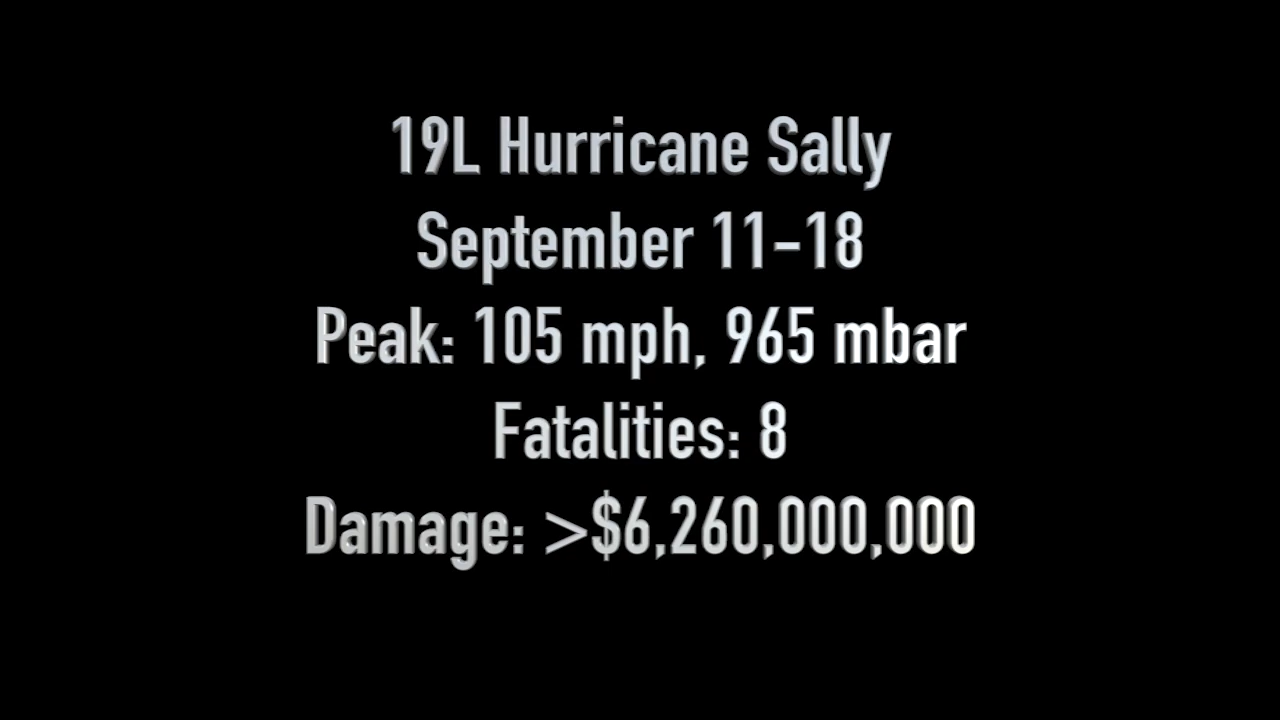 19L Hurricane Sally
September 11-18
Peak: 105 mph, 965 mbar
Fatalities: 8
Damage: >$6,260,000,000